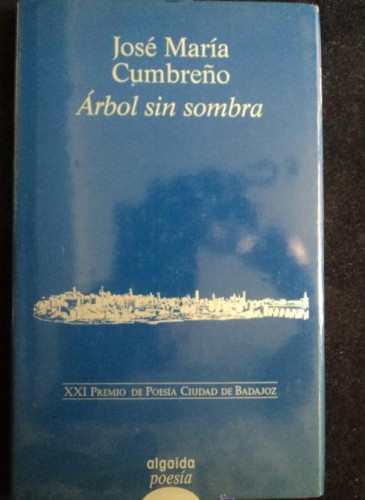 José María
Cumbreño
Árbol sin sombra
XXI PREMIO DE POESÍA CIUDAD DE BADAJOZ
algaida
poesía